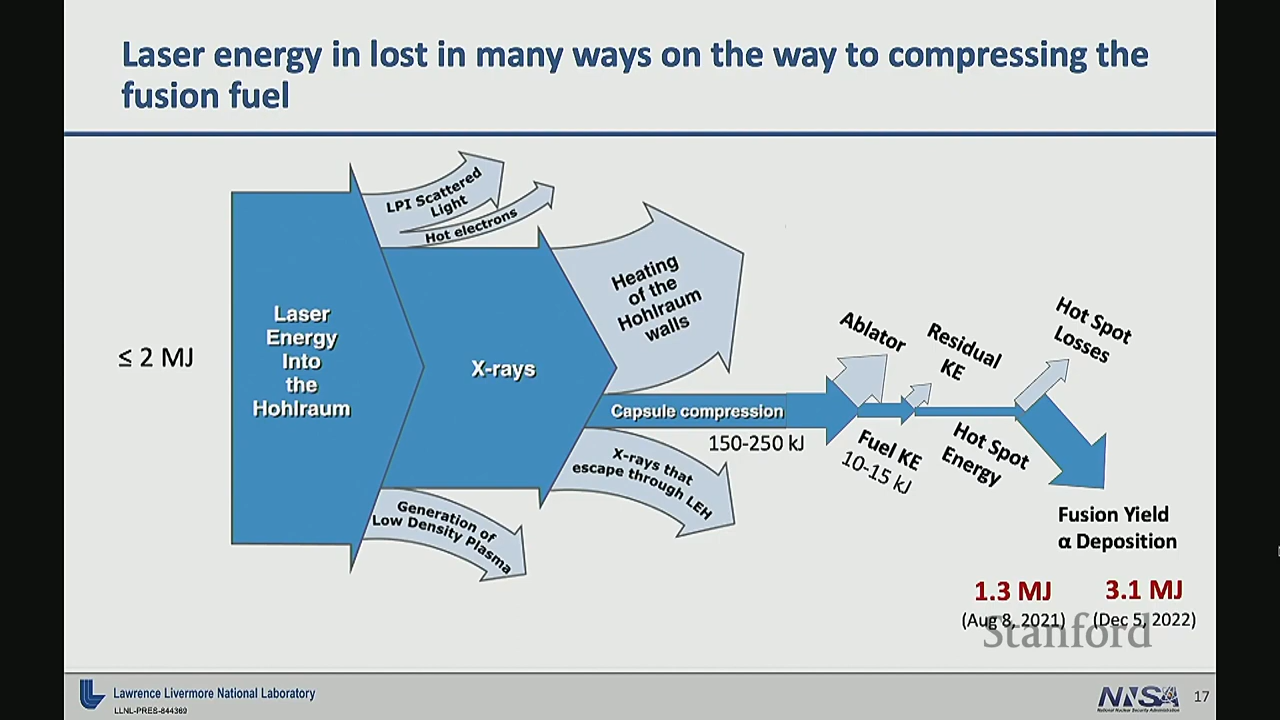 Laser energy in lost in many ways on the way to compressing the
fusion fuel
≤ 2 MJ
Laser
Energy
Into
the
Hohlraum
LPI Scattered
Light
Hot electrons
X-rays
Generation of
Low Density Plasma
Heating
of the
Hohlraum
walls
Capsule compression
150-250 kJ
X-rays that
escape through LEH
Ablator
Residual
KE
Fuel KE
10-15 kJ
Hot Spot
Energy
Hot Spot
Losses
Fusion Yield
α Deposition
1.3 MJ
(Aug 8, 2021)
3.1 MJ
(Dec 5, 2022)
Stanford
Lawrence Livermore National Laboratory
LLNL-PRES-844369
NNSA
National Nuclear Security Administration
17